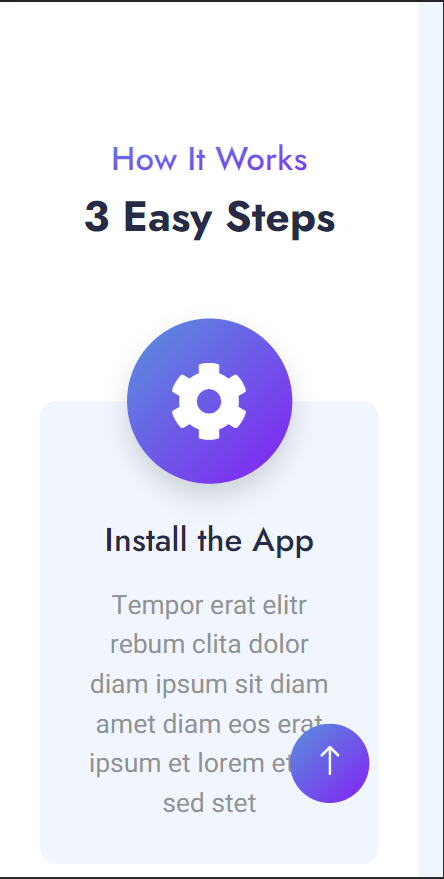 How It Works
3 Easy Steps
Install the App
Tempor erat elitr
rebum clita dolor
diam ipsum sit diam
amet diam eos erat
ipsum et lorem et
sed stet